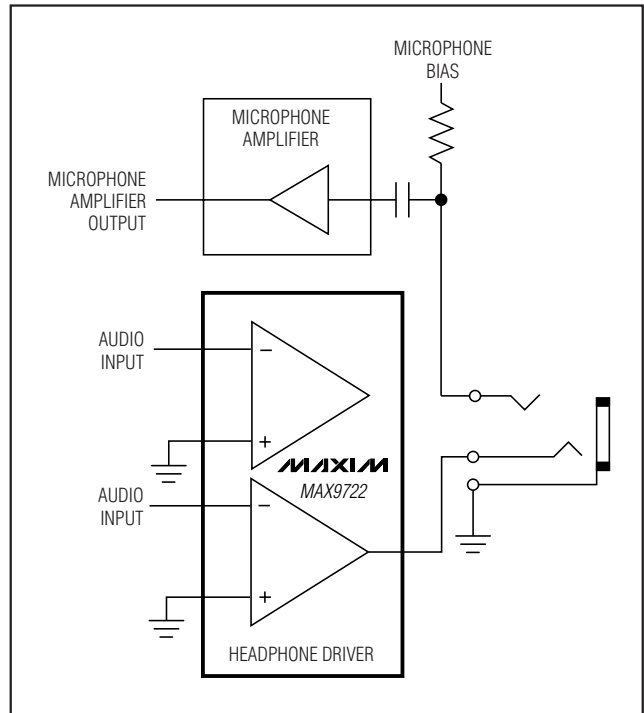 MICROPHONE
BIAS
MICROPHONE
AMPLIFIER
MICROPHONE
AMPLIFIER
OUTPUT
AUDIO
INPUT
−
+
MAXIM
MAX9722
AUDIO
INPUT
−
+
HEADPHONE DRIVER